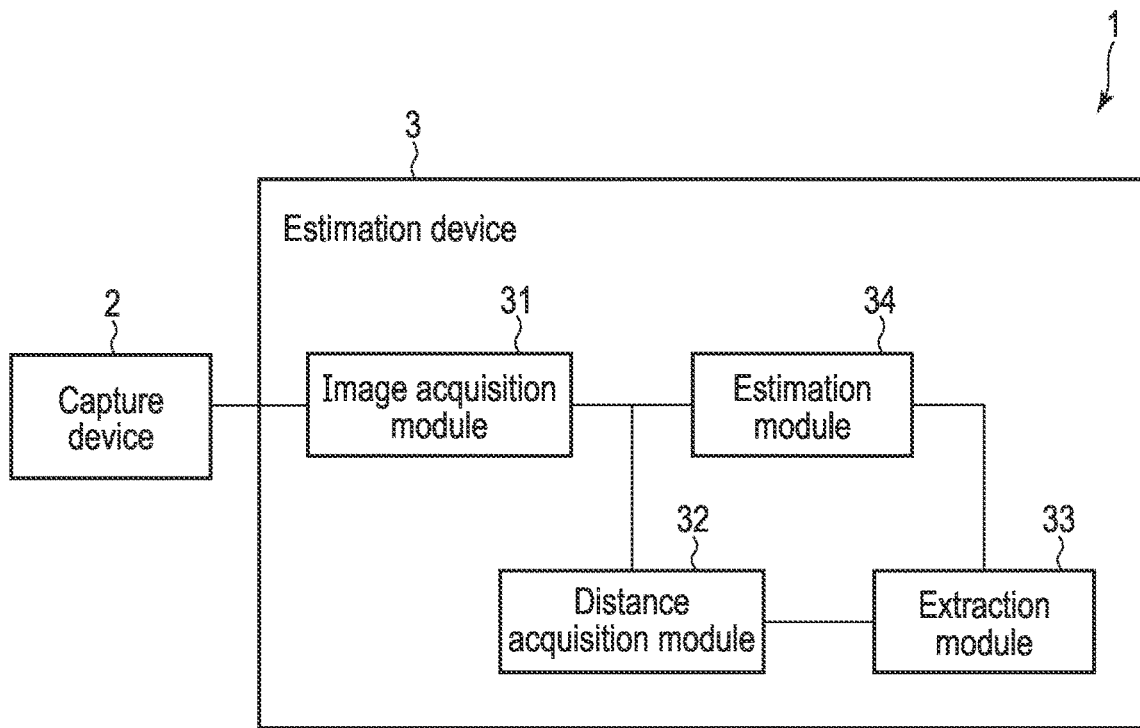 1
3
Estimation device
2
31
34
Capture
device
Image acquisition
module
Estimation
module
32
33
Distance
acquisition module
Extraction
module